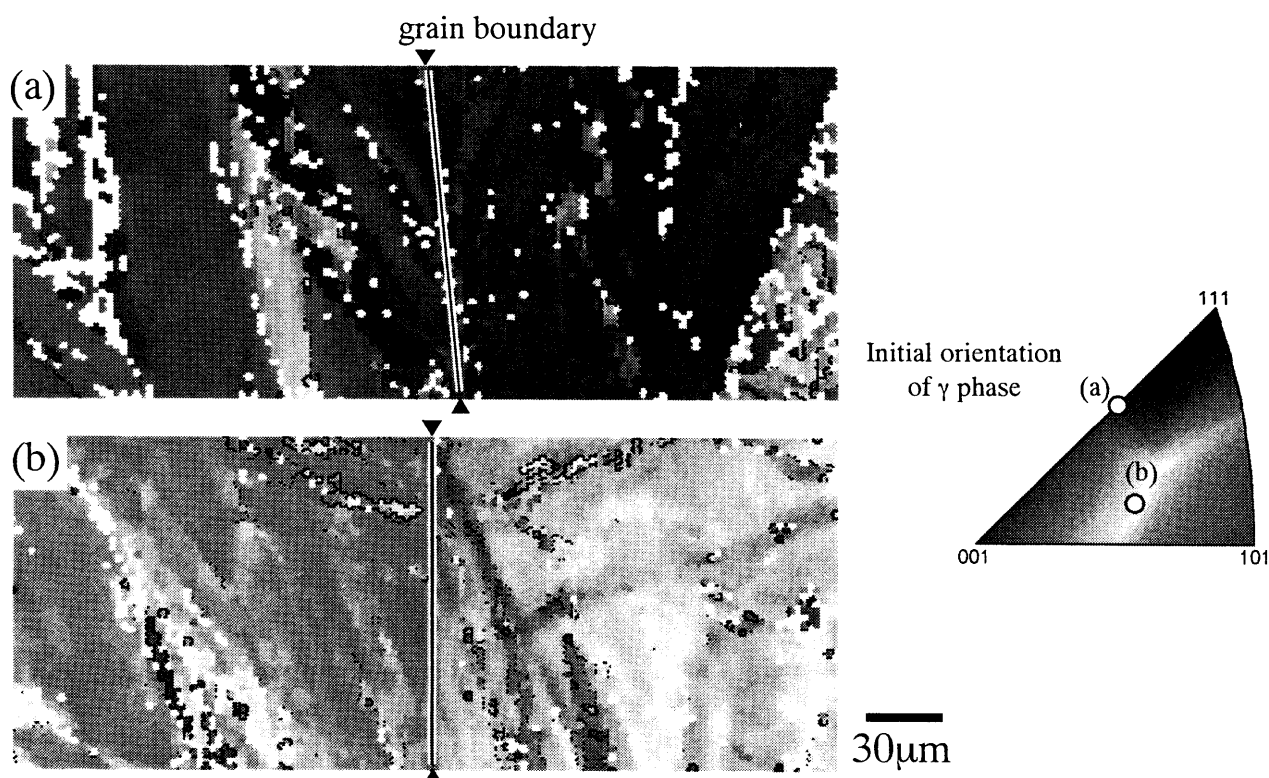 grain boundary
(a)
111
Initial orientation
of γ phase
(a)
(b)
(b)
001
101
30μm